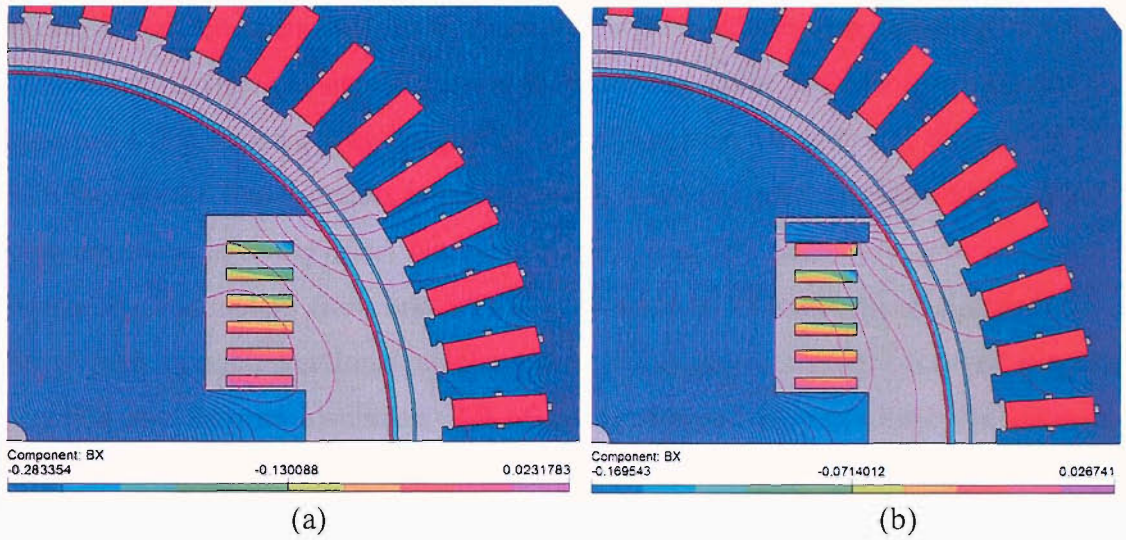 Component: BX
-0.283354 -0.130088 0.0231783
(a)
Component: BX
-0.169543 -0.0714012 0.026741
(b)